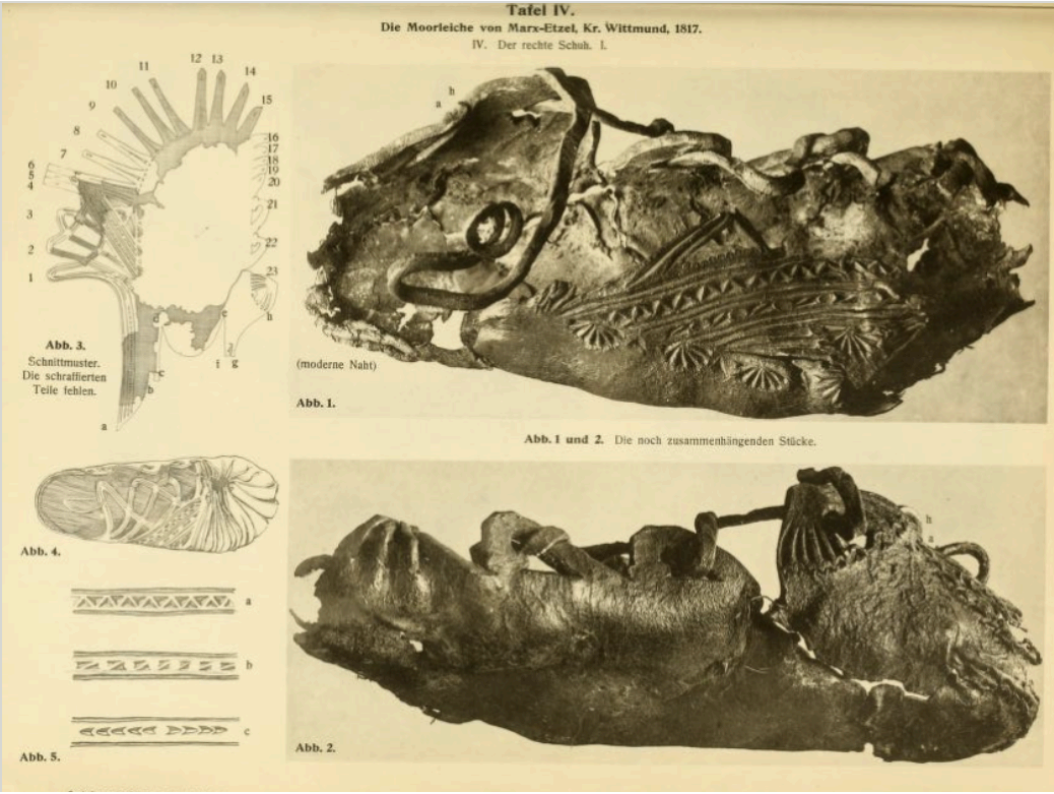 Tafel IV.
Die Moorleiche von Marx-Etzel, Kr. Wittmund, 1817.
IV. Der rechte Schuh. I.
1
2
3
4
5
6
7
8
9
10
11
12
13
14
15
16
17
18
19
20
21
22
23
h
g
f
e
d
c
b
a
Abb. 3.
Schnittmuster.
Die schraffierten
Teile fehlen.
h
a
(moderne Naht)
Abb. 1.
Abb. 1 und 2. Die noch zusammenhängenden Stücke.
Abb. 4.
a
b
c
Abb. 5.
h
a
Abb. 2.